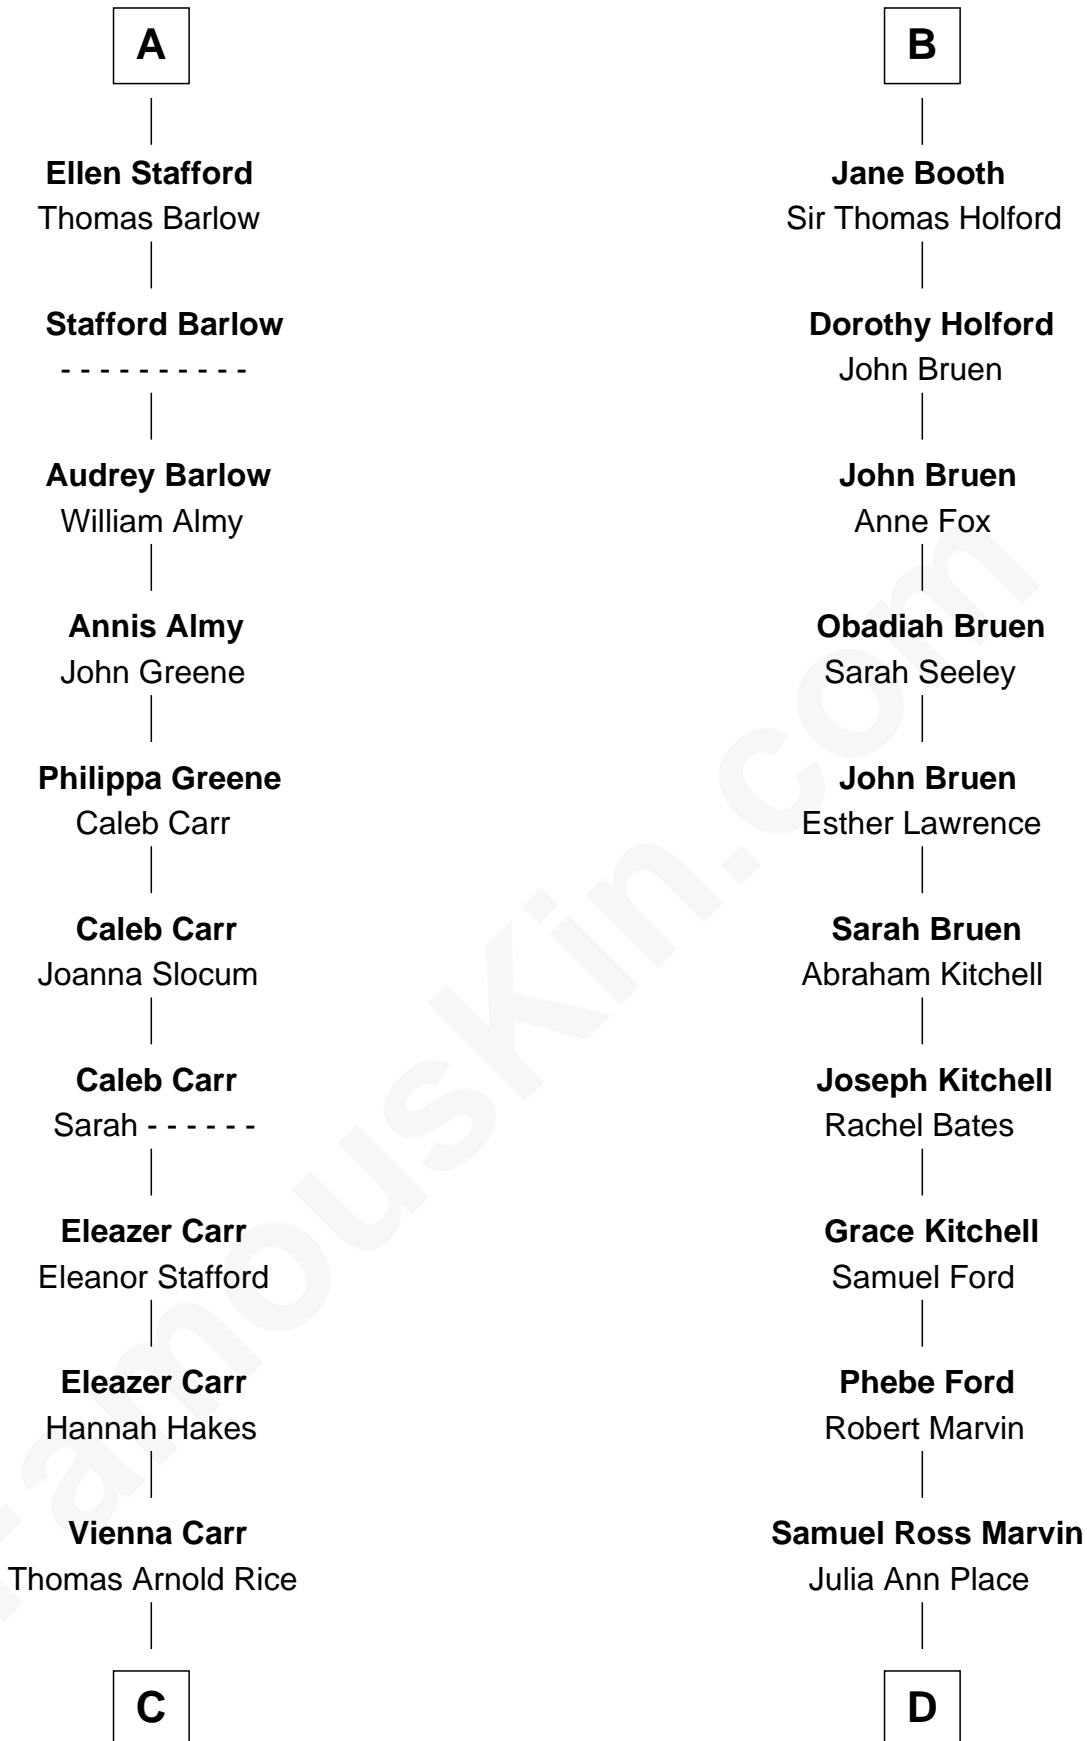 A
Ellen Stafford
Thomas Barlow
Stafford Barlow
- - - - - - - - - -
Audrey Barlow
William Almy
Annis Almy
John Greene
Philippa Greene
Caleb Carr
Caleb Carr
Joanna Slocum
Caleb Carr
Sarah - - - - - -
Eleazer Carr
Eleanor Stafford
Eleazer Carr
Hannah Hakes
Vienna Carr
Thomas Arnold Rice
C
B
Jane Booth
Sir Thomas Holford
Dorothy Holford
John Bruen
John Bruen
Anne Fox
Obadiah Bruen
Sarah Seeley
John Bruen
Esther Lawrence
Sarah Bruen
Abraham Kitchell
Joseph Kitchell
Rachel Bates
Grace Kitchell
Samuel Ford
Phebe Ford
Robert Marvin
Samuel Ross Marvin
Julia Ann Place
D
FamousKin.com